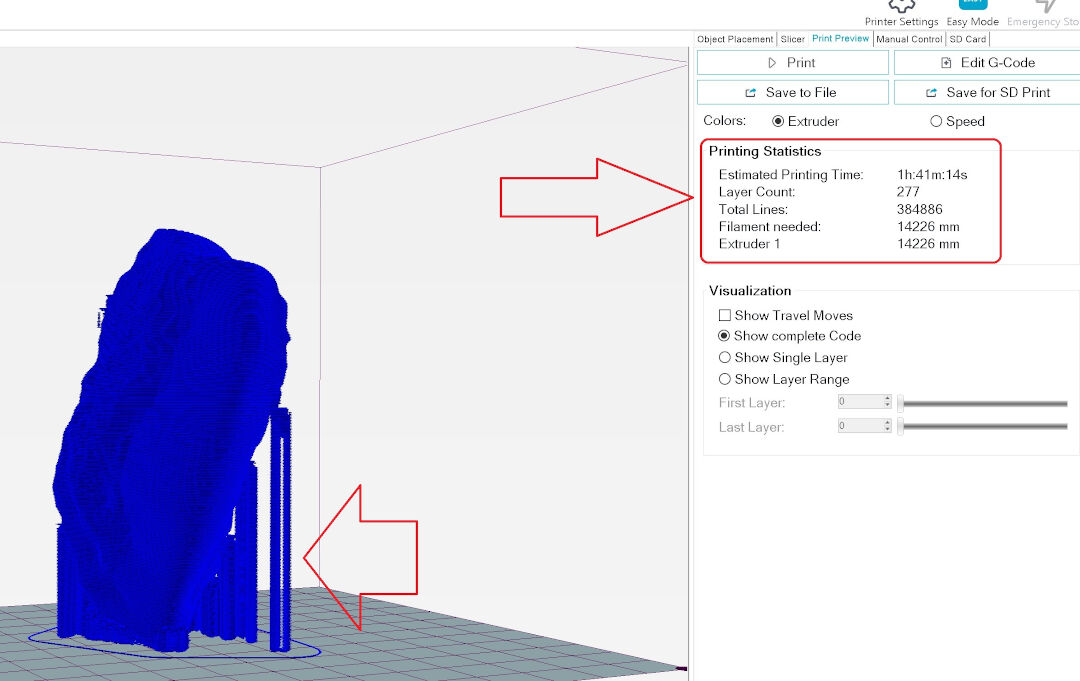 EASY
Printer Settings Easy Mode Emergency Sto
Object Placement Slicer Print Preview Manual Control SD Card
Print Edit G-Code
Save to File Save for SD Print
Colors: Extruder Speed
Printing Statistics
Estimated Printing Time: 1h:41m:14s
Layer Count: 277
Total Lines: 384886
Filament needed: 14226 mm
Extruder 1 14226 mm
Visualization
Show Travel Moves
Show complete Code
Show Single Layer
Show Layer Range
First Layer: 0
Last Layer: 0